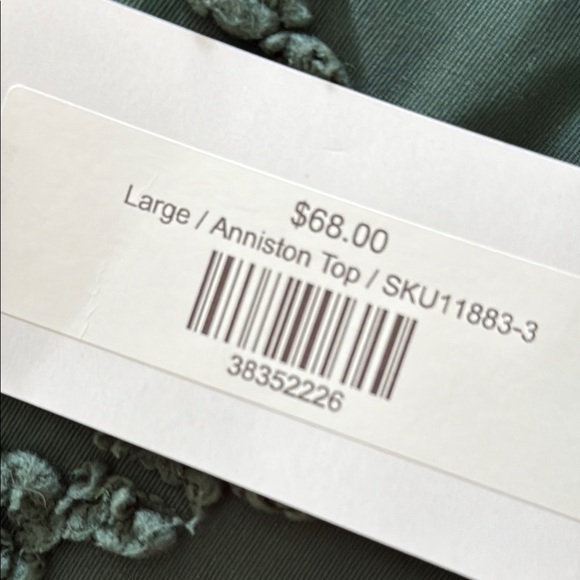 $68.00
Large / Anniston Top / SKU11883-3
38352226